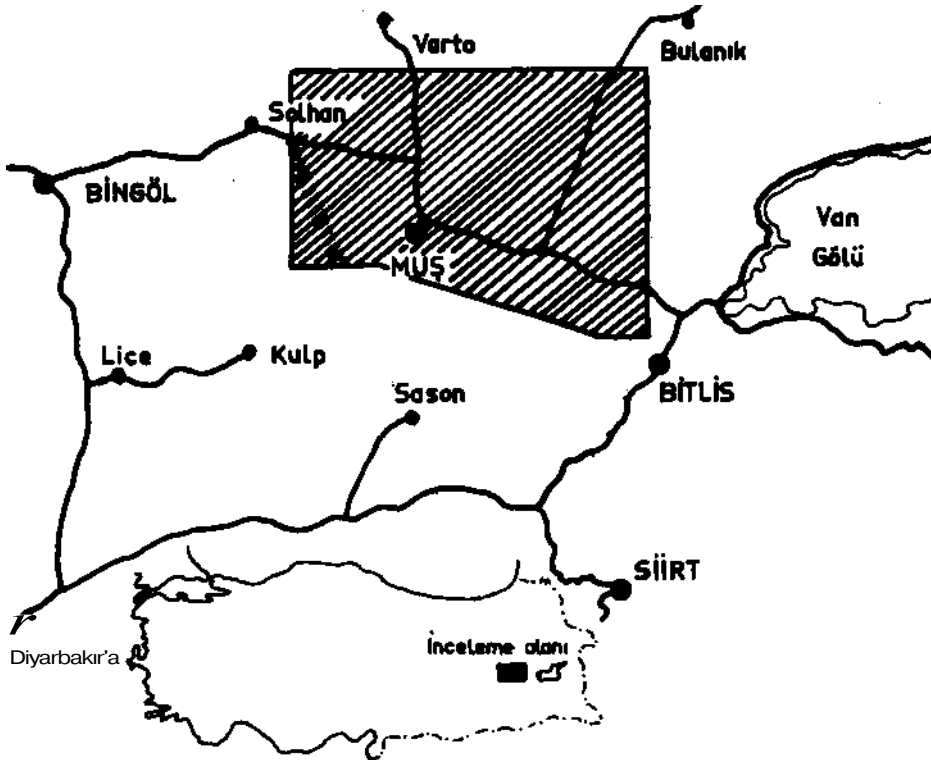 Varto
Bulanık
Solhan
BİNGÖL
Van
Gölü
MUŞ
Lice
Kulp
BİTLİS
Sason
SİİRT
İnceleme alanı
Diyarbakır'a